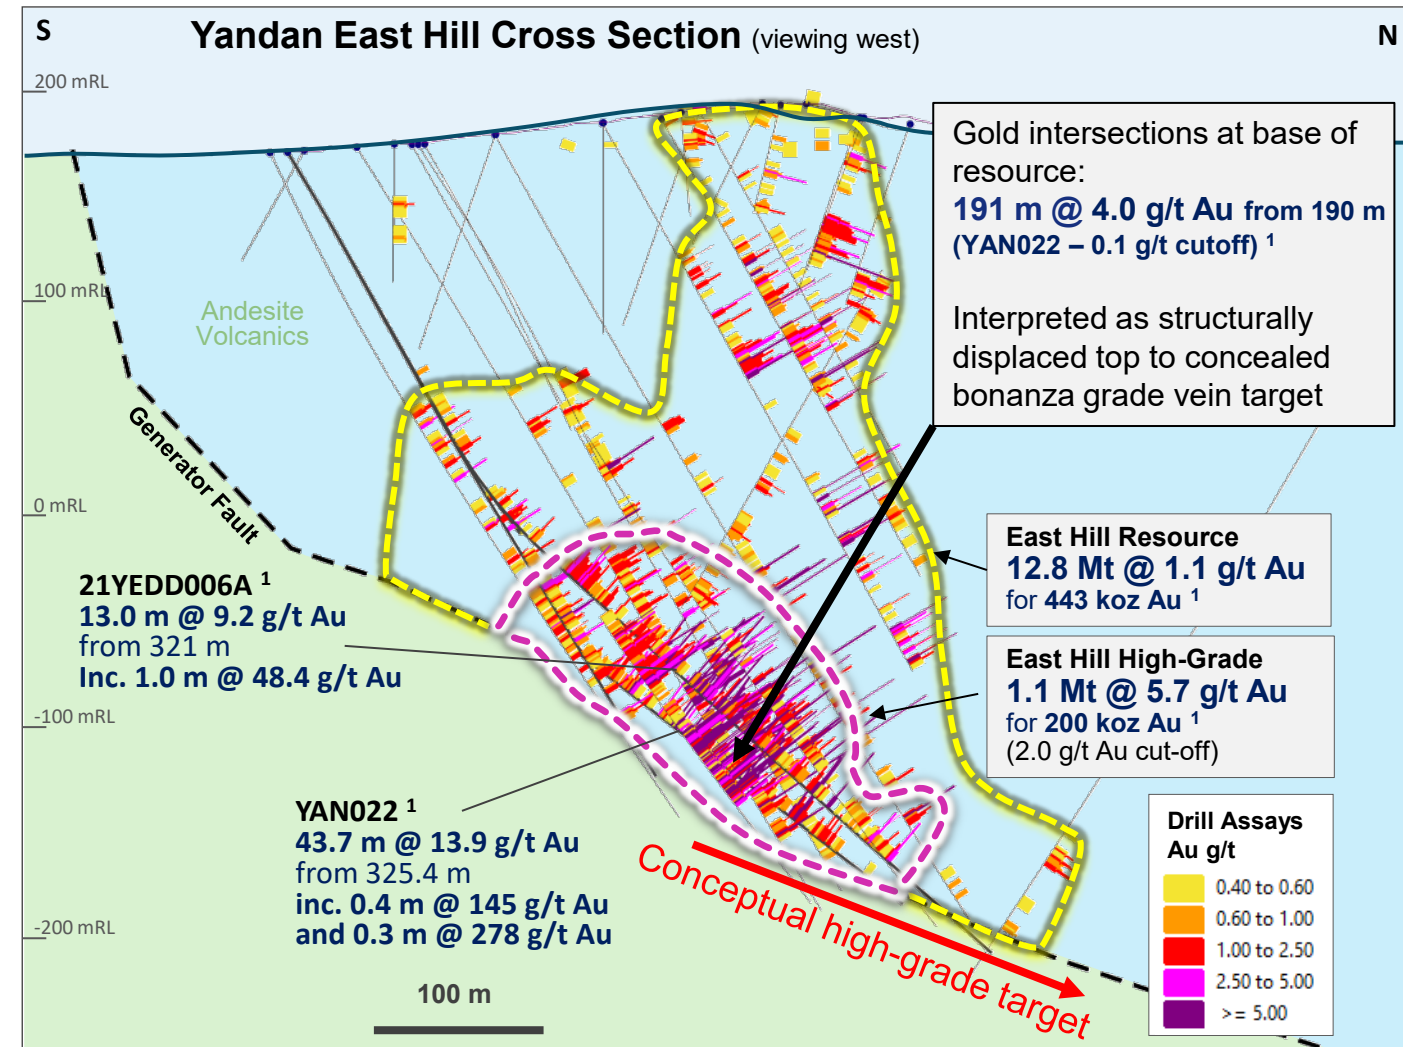 S
Yandan East Hill Cross Section (viewing west)
N
200 mRL
100 mRL
0 mRL
-100 mRL
-200 mRL
Andesite
Volcanics
Generator Fault
Gold intersections at base of
resource:
191 m @ 4.0 g/t Au from 190 m
(YAN022 – 0.1 g/t cutoff) 1
Interpreted as structurally
displaced top to concealed
bonanza grade vein target
East Hill Resource
12.8 Mt @ 1.1 g/t Au
for 443 koz Au 1
East Hill High-Grade
1.1 Mt @ 5.7 g/t Au
for 200 koz Au 1
(2.0 g/t Au cut-off)
21YEDD006A 1
13.0 m @ 9.2 g/t Au
from 321 m
Inc. 1.0 m @ 48.4 g/t Au
YAN022 1
43.7 m @ 13.9 g/t Au
from 325.4 m
inc. 0.4 m @ 145 g/t Au
and 0.3 m @ 278 g/t Au
Conceptual high-grade target
100 m
Drill Assays
Au g/t
0.40 to 0.60
0.60 to 1.00
1.00 to 2.50
2.50 to 5.00
>= 5.00